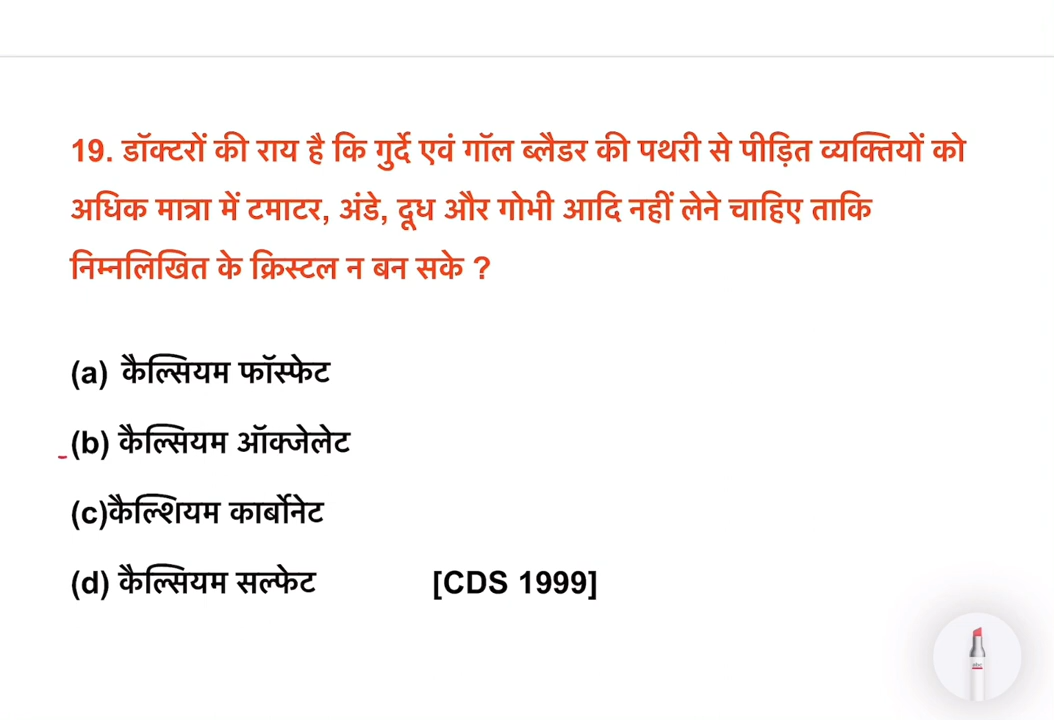 19. डॉक्टरों की राय है कि गुर्दे एवं गॉल ब्लैडर की पथरी से पीड़ित व्यक्तियों को
अधिक मात्रा में टमाटर, अंडे, दूध और गोभी आदि नहीं लेने चाहिए ताकि
निम्नलिखित के क्रिस्टल न बन सके ?
(a) कैल्सियम फॉस्फेट
(b) कैल्सियम ऑक्जेलेट
(c)कैल्शियम कार्बोनेट
(d) कैल्सियम सल्फेट [CDS 1999]